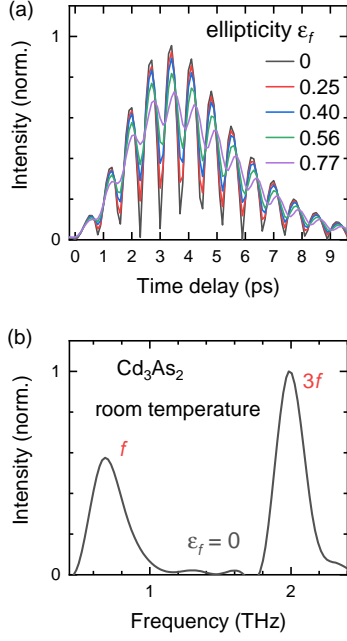 (a)
ellipticity εf
0
0.25
0.40
0.56
0.77
1
0
Intensity (norm.)
0 1 2 3 4 5 6 7 8 9
Time delay (ps)
(b)
Cd3As2
room temperature
f
3f
εf = 0
1
0
Intensity (norm.)
1 2
Frequency (THz)